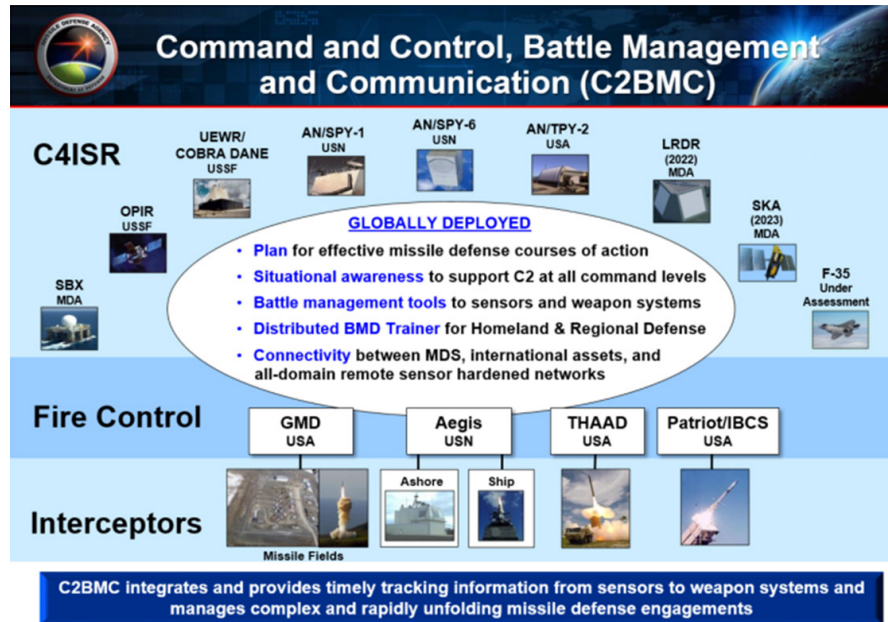 Command and Control, Battle Management
and Communication (C2BMC)
MISSILE DEFENSE AGENCY
DEPARTMENT OF DEFENSE
C4ISR
SBX
MDA
OPIR
USSF
UEWR/
COBRA DANE
USSF
AN/SPY-1
USN
AN/SPY-6
USN
AN/TPY-2
USA
LRDR
(2022)
MDA
SKA
(2023)
MDA
F-35
Under
Assessment
GLOBALLY DEPLOYED
• Plan for effective missile defense courses of action
• Situational awareness to support C2 at all command levels
• Battle management tools to sensors and weapon systems
• Distributed BMD Trainer for Homeland & Regional Defense
• Connectivity between MDS, international assets, and
all-domain remote sensor hardened networks
Fire Control
GMD
USA
Aegis
USN
THAAD
USA
Patriot/IBCS
USA
Interceptors
Missile Fields
Ashore
Ship
C2BMC integrates and provides timely tracking information from sensors to weapon systems and
manages complex and rapidly unfolding missile defense engagements